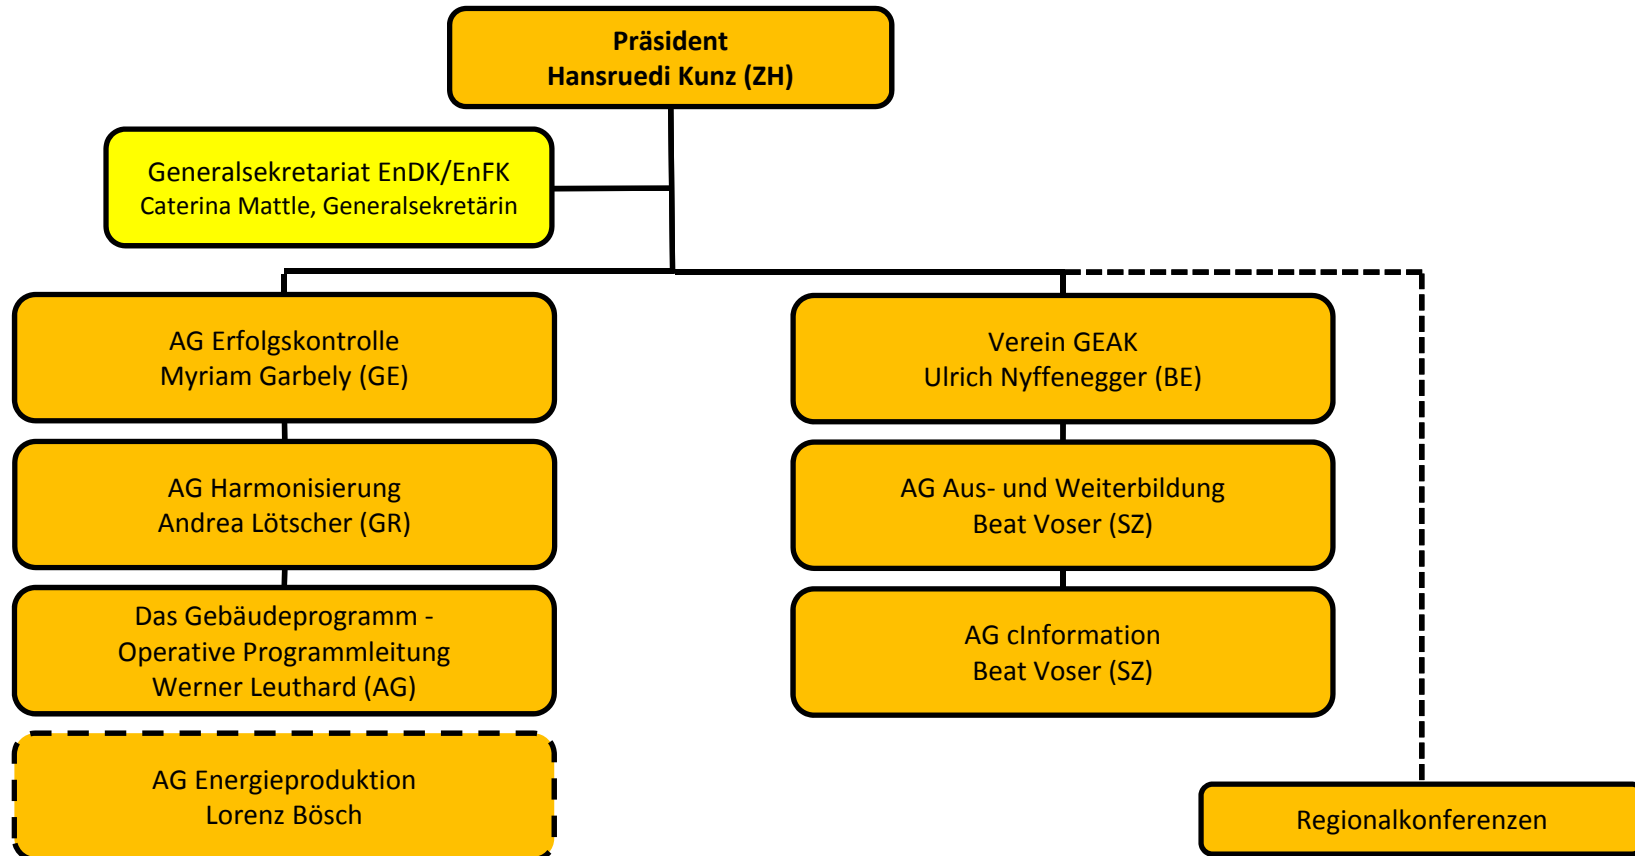 Präsident
Hansruedi Kunz (ZH)
Generalsekretariat EnDK/EnFK
Caterina Mattle, Generalsekretärin
AG Erfolgskontrolle
Myriam Garbely (GE)
AG Harmonisierung
Andrea Lötscher (GR)
Das Gebäudeprogramm -
Operative Programmleitung
Werner Leuthard (AG)
AG Energieproduktion
Lorenz Bösch
Verein GEAK
Ulrich Nyffenegger (BE)
AG Aus- und Weiterbildung
Beat Voser (SZ)
AG cInformation
Beat Voser (SZ)
Regionalkonferenzen